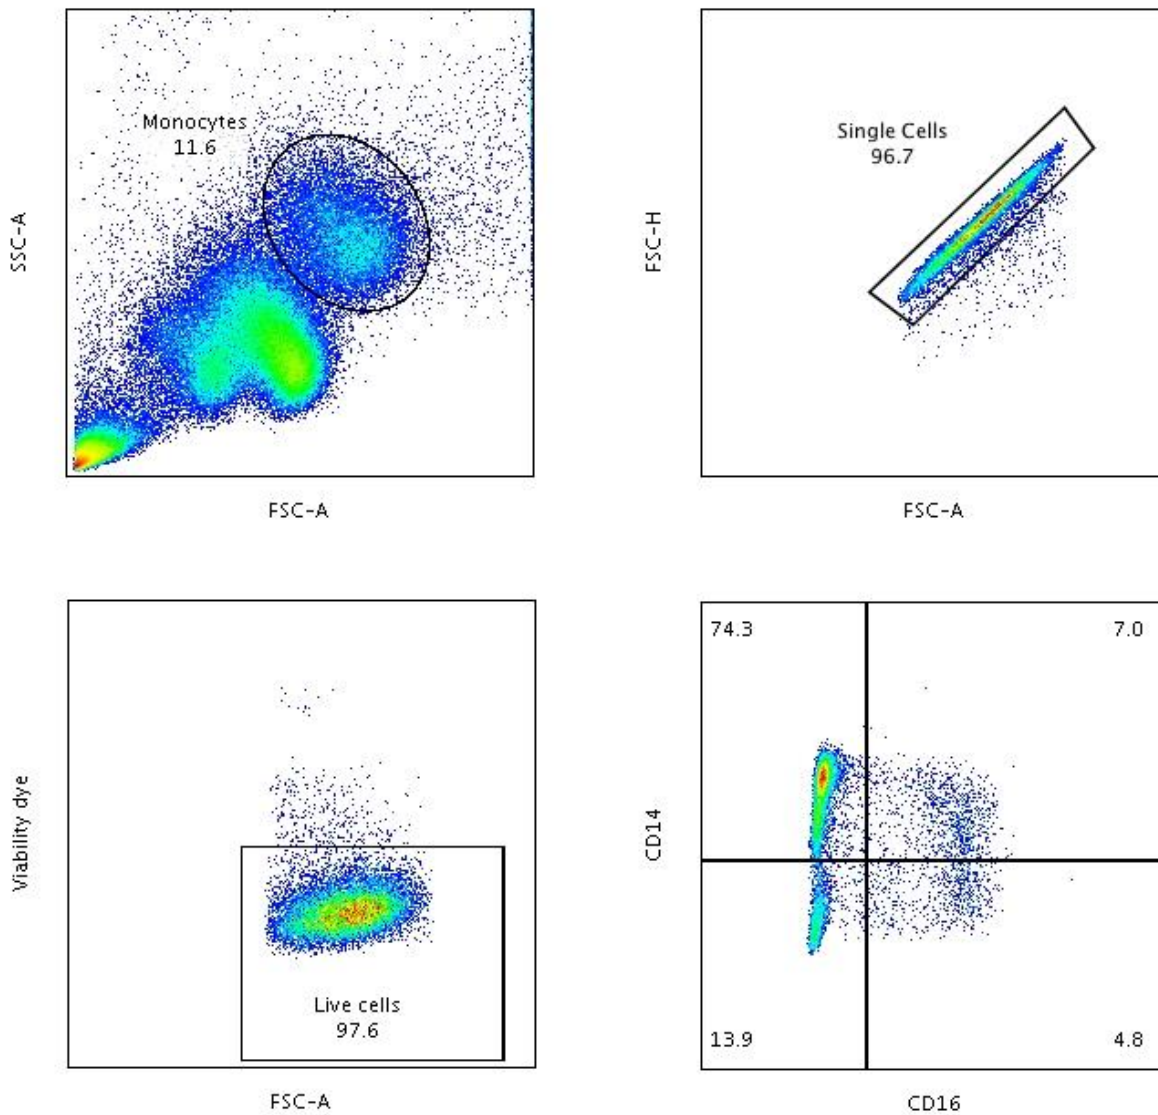 Monocytes
11.6
SSC-A
FSC-A
Single Cells
96.7
FSC-H
FSC-A
Viability dye
Live cells
97.6
FSC-A
74.3
7.0
CD14
13.9
4.8
CD16